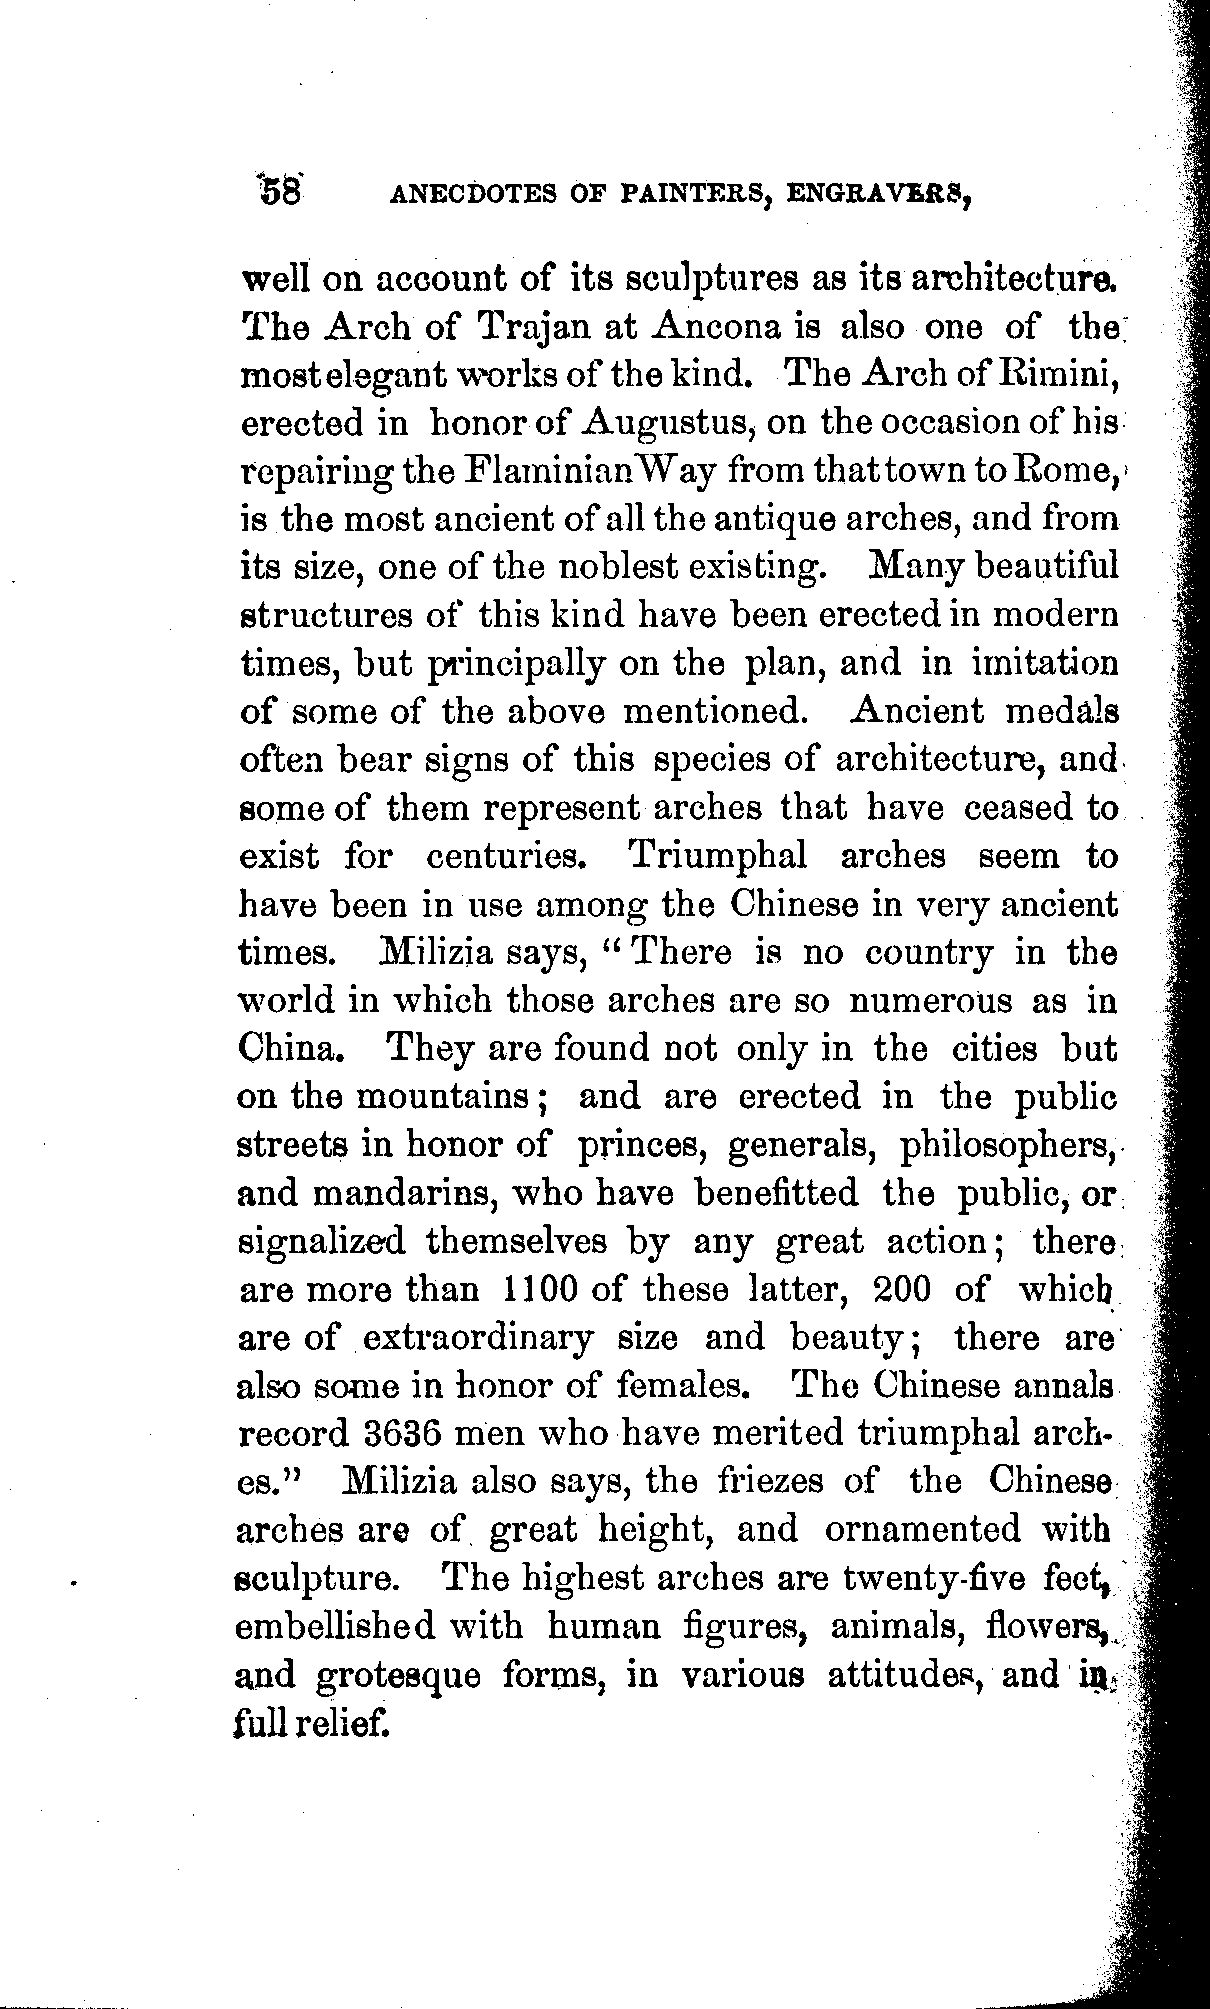 58 ANECDOTES OF PAINTERS, ENGRAVERS,
well on account of its sculptures as its architecture.
The Arch of Trajan at Ancona is also one of the
most elegant works of the kind. The Arch of Rimini,
erected in honor of Augustus, on the occasion of his
repairing the Flaminian Way from that town to Rome,
is the most ancient of all the antique arches, and from
its size, one of the noblest existing. Many beautiful
structures of this kind have been erected in modern
times, but principally on the plan, and in imitation
of some of the above mentioned. Ancient medals
often bear signs of this species of architecture, and
some of them represent arches that have ceased to
exist for centuries. Triumphal arches seem to
have been in use among the Chinese in very ancient
times. Milizia says, "There is no country in the
world in which those arches are so numerous as in
China. They are found not only in the cities but
on the mountains; and are erected in the public
streets in honor of princes, generals, philosophers,
and mandarins, who have benefitted the public, or
signalized themselves by any great action; there
are more than 1100 of these latter, 200 of which
are of extraordinary size and beauty; there are
also some in honor of females. The Chinese annals
record 3636 men who have merited triumphal arch-
es." Milizia also says, the friezes of the Chinese
arches are of great height, and ornamented with
sculpture. The highest arches are twenty-five feet,
embellished with human figures, animals, flowers,
and grotesque forms, in various attitudes, and in
full relief.